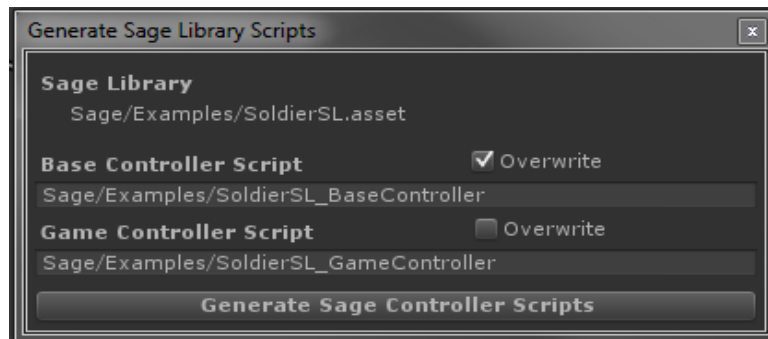 Generate Sage Library Scripts
Sage Library
Sage/Examples/SoldierSL.asset
Base Controller Script Overwrite
Sage/Examples/SoldierSL_BaseController
Game Controller Script Overwrite
Sage/Examples/SoldierSL_GameController
Generate Sage Controller Scripts